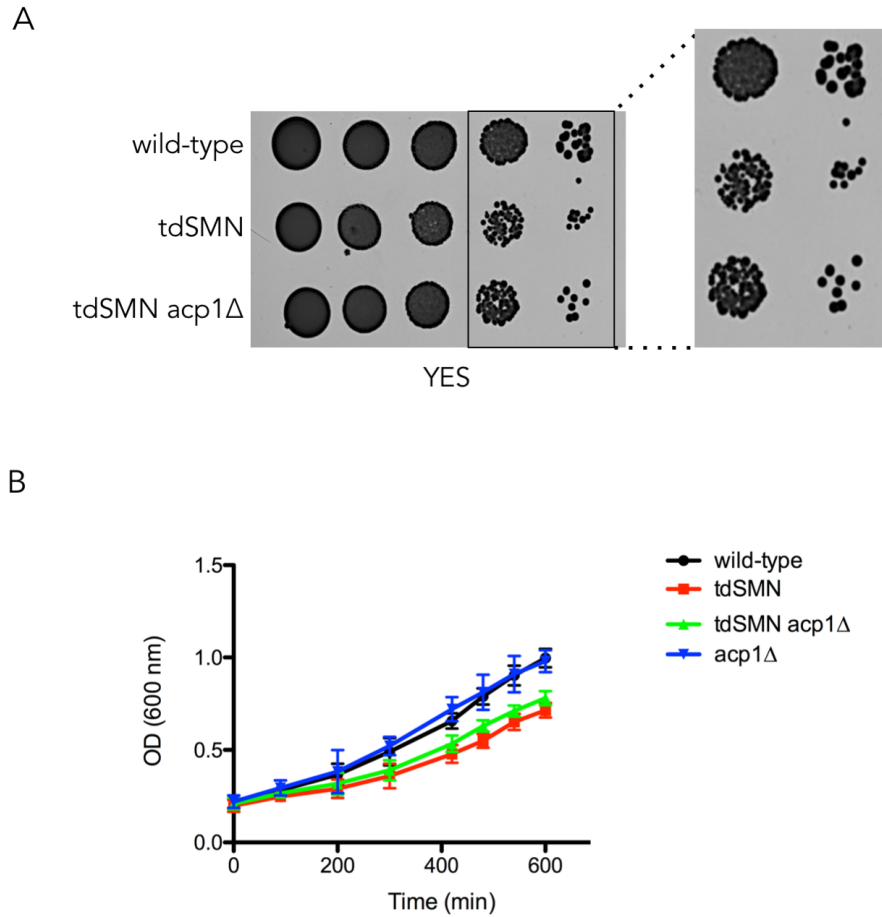 A
wild-type
tdSMN
tdSMN acp1Δ
YES
B
1.5
1.0
0.5
0.0
OD (600 nm)
0
200
400
600
Time (min)
wild-type
tdSMN
tdSMN acp1Δ
acp1Δ